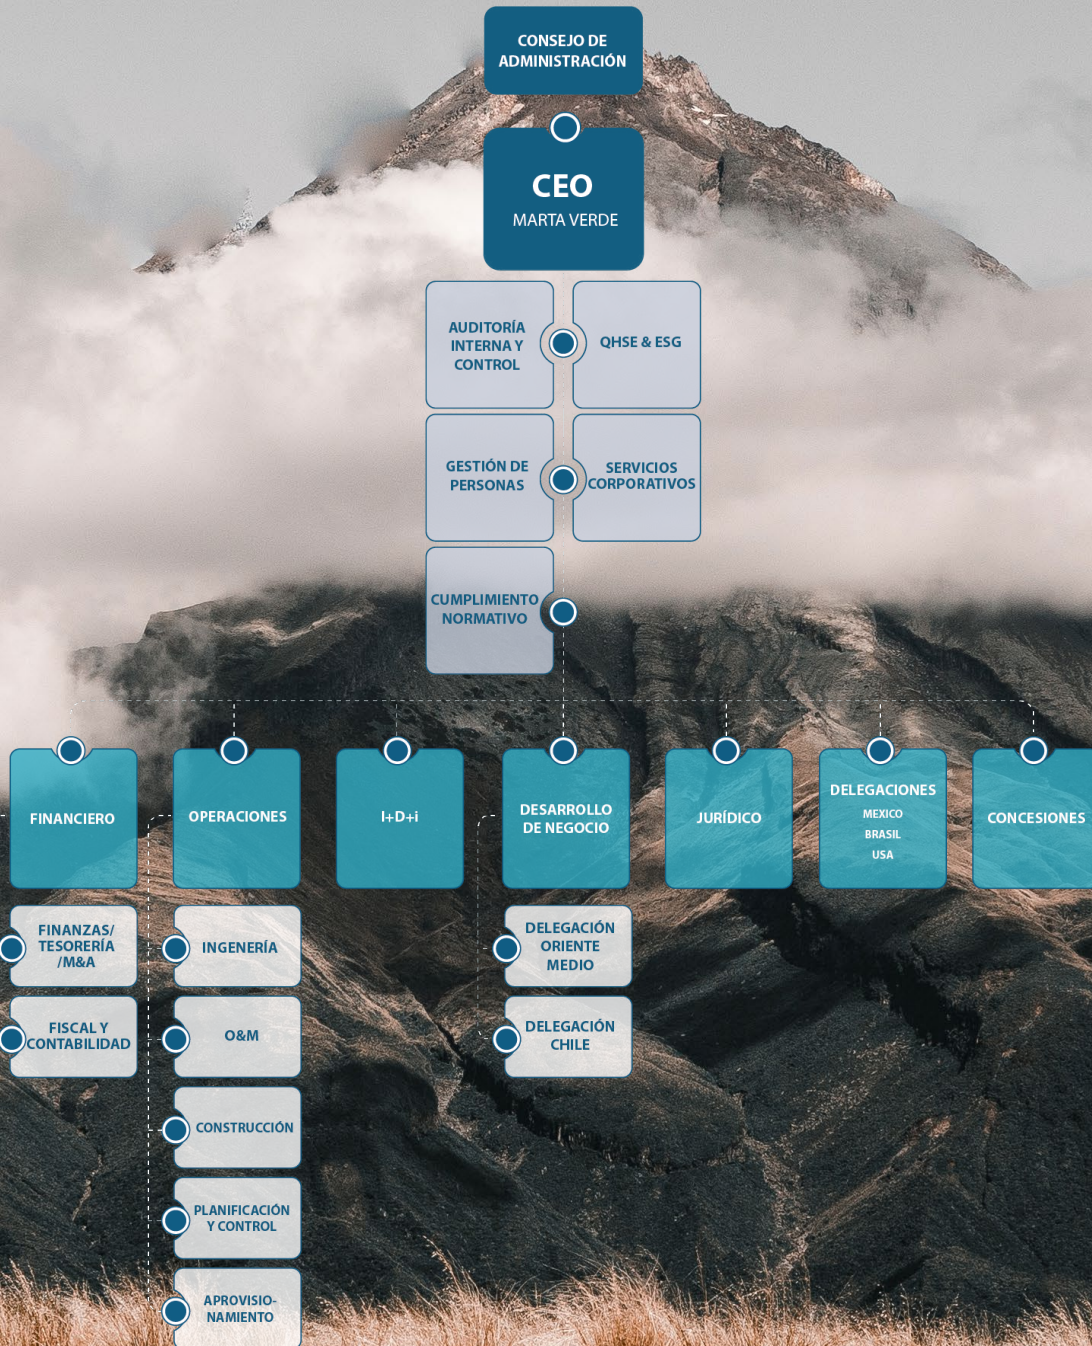 CONSEJO DE
ADMINISTRACIÓN
CEO
MARTA VERDE
AUDITORÍA
INTERNA Y
CONTROL
QHSE & ESG
GESTIÓN DE
PERSONAS
SERVICIOS
CORPORATIVOS
CUMPLIMIENTO
NORMATIVO
FINANCIERO
OPERACIONES
I+D+i
DESARROLLO
DE NEGOCIO
JURÍDICO
DELEGACIONES
MEXICO
BRASIL
USA
CONCESIONES
FINANZAS/
TESORERÍA
/M&A
FISCAL Y
CONTABILIDAD
INGENERÍA
O&M
CONSTRUCCIÓN
PLANIFICACIÓN
Y CONTROL
APROVISIO-
NAMIENTO
DELEGACIÓN
ORIENTE
MEDIO
DELEGACIÓN
CHILE